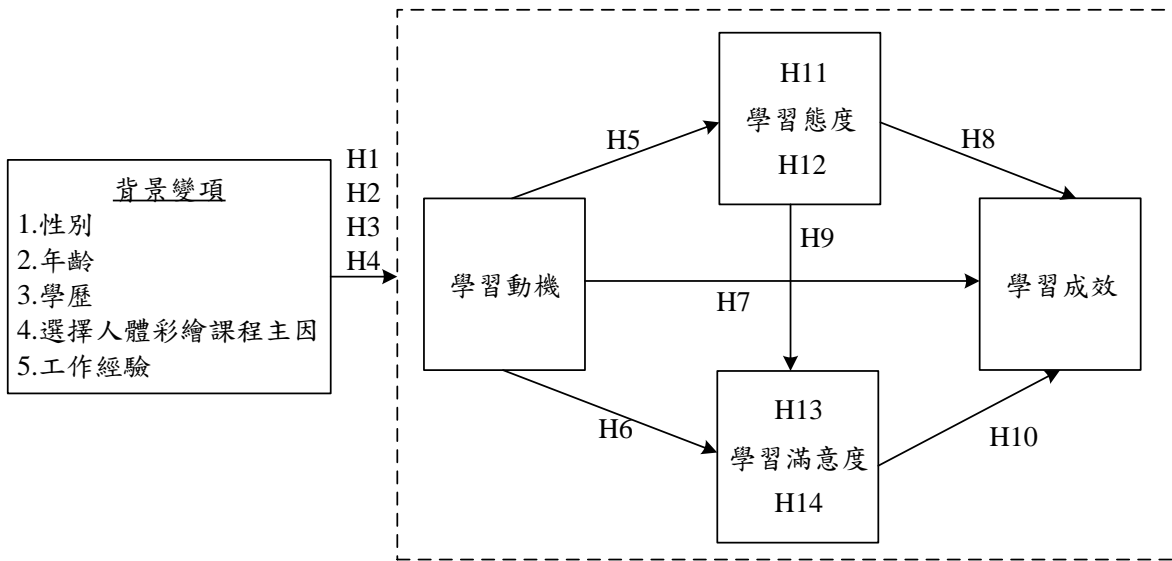 背景變項
1.性別
2.年齡
3.學歷
4.選擇人體彩繪課程主因
5.工作經驗
H1
H2
H3
H4
學習動機
H5
H6
H7
H11
學習態度
H12
H9
H13
學習滿意度
H14
H8
H10
學習成效